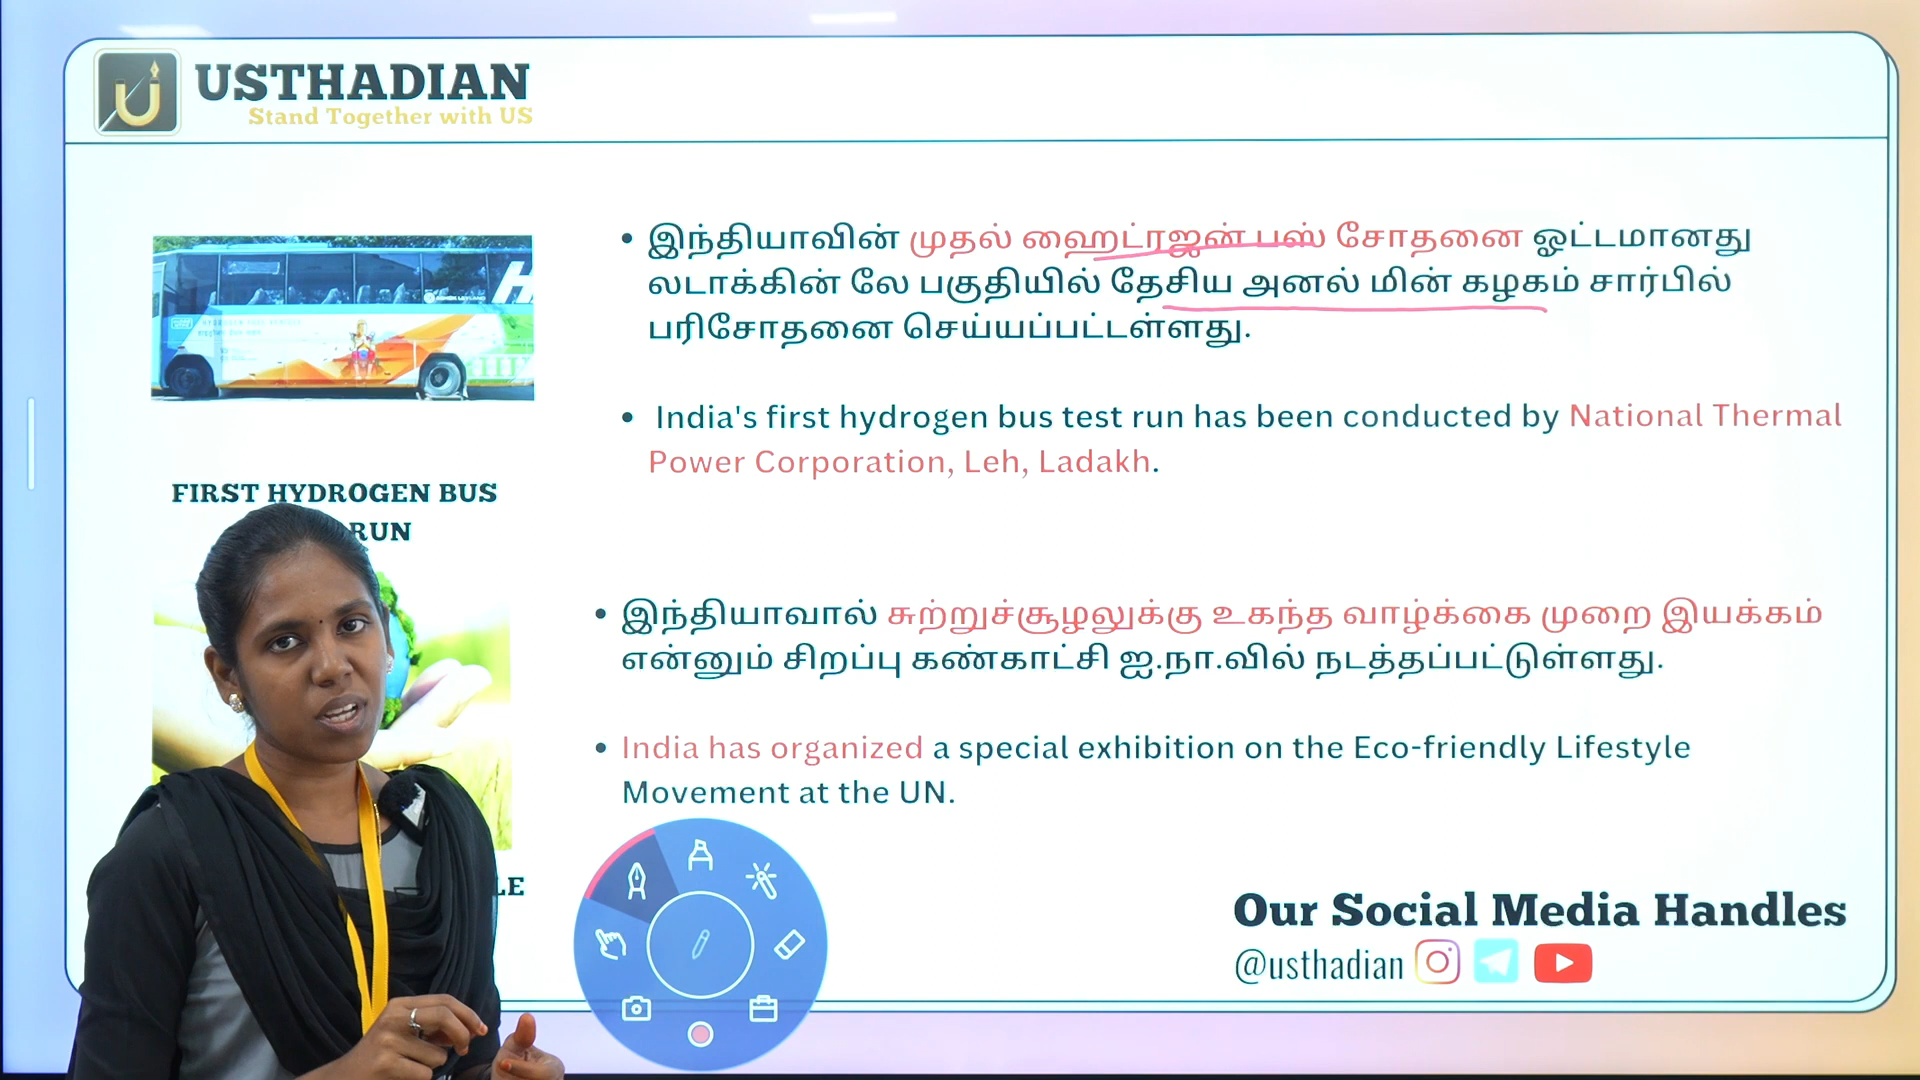 USTHADIAN
Stand Together with US
இந்தியாவின் முதல் ஹைட்ரஜன் பஸ் சோதனை ஓட்டமானது
லடாக்கின் லே பகுதியில் தேசிய அனல் மின் கழகம் சார்பில்
பரிசோதனை செய்யப்பட்டள்ளது.
India's first hydrogen bus test run has been conducted by National Thermal
Power Corporation, Leh, Ladakh.
FIRST HYDROGEN BUS
RUN
இந்தியாவால் சுற்றுச்சூழலுக்கு உகந்த வாழ்க்கை முறை இயக்கம்
என்னும் சிறப்பு கண்காட்சி ஐ.நா.வில் நடத்தப்பட்டுள்ளது.
India has organized a special exhibition on the Eco-friendly Lifestyle
Movement at the UN.
LE
Our Social Media Handles
@usthadian